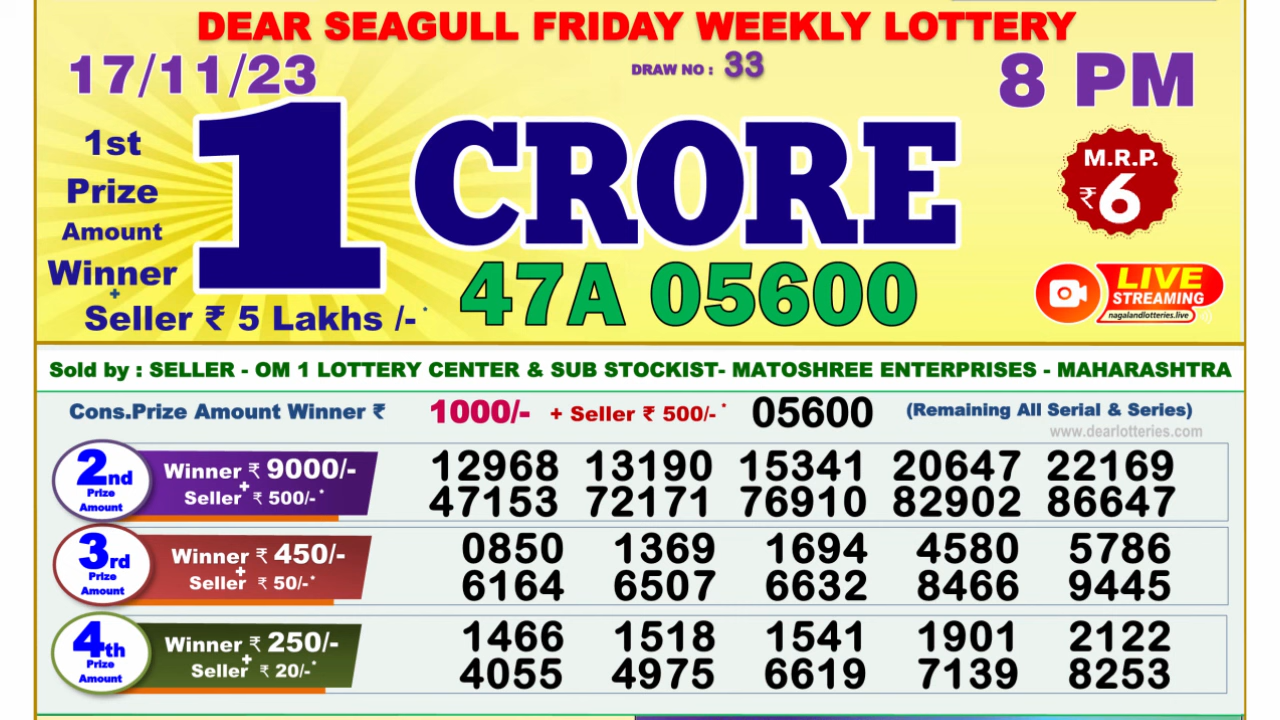 DEAR SEAGULL FRIDAY WEEKLY LOTTERY
17/11/23
DRAW NO : 33
8 PM
1st
Prize
Amount
Winner
+
Seller ₹ 5 Lakhs /-*
1 CRORE
47A 05600
M.R.P.
₹6
LIVE
STREAMING
nagalandlotteries.live
Sold by : SELLER - OM 1 LOTTERY CENTER & SUB STOCKIST- MATOSHREE ENTERPRISES - MAHARASHTRA
Cons.Prize Amount Winner ₹ 1000/- + Seller ₹ 500/-* 05600 (Remaining All Serial & Series)
www.dearlotteries.com
2nd
Prize
Amount
Winner ₹ 9000/-
+
Seller ₹ 500/-*
12968 13190 15341 20647 22169
47153 72171 76910 82902 86647
3rd
Prize
Amount
Winner ₹ 450/-
+
Seller ₹ 50/-*
0850 1369 1694 4580 5786
6164 6507 6632 8466 9445
4th
Prize
Amount
Winner ₹ 250/-
+
Seller ₹ 20/-*
1466 1518 1541 1901 2122
4055 4975 6619 7139 8253